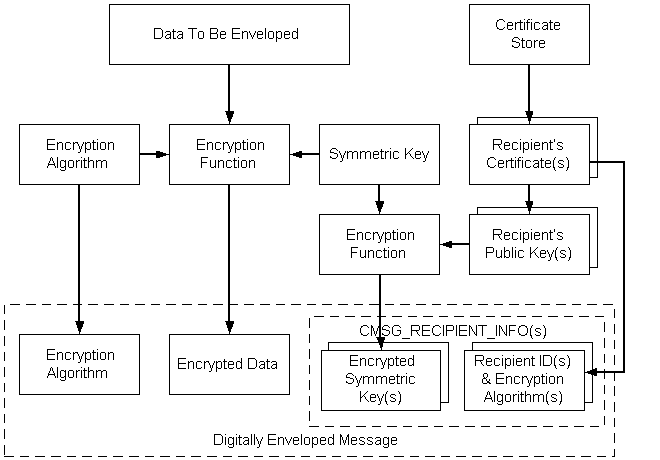 Data To Be Enveloped
Certificate
Store
Encryption
Algorithm
Encryption
Function
Symmetric Key
Recipient's
Certificate(s)
Encryption
Function
Recipient's
Public Key(s)
CMSG_RECIPIENT_INFO(s)
Encryption
Algorithm
Encrypted Data
Encrypted
Symmetric
Key(s)
Recipient ID(s)
& Encryption
Algorithm(s)
Digitally Enveloped Message